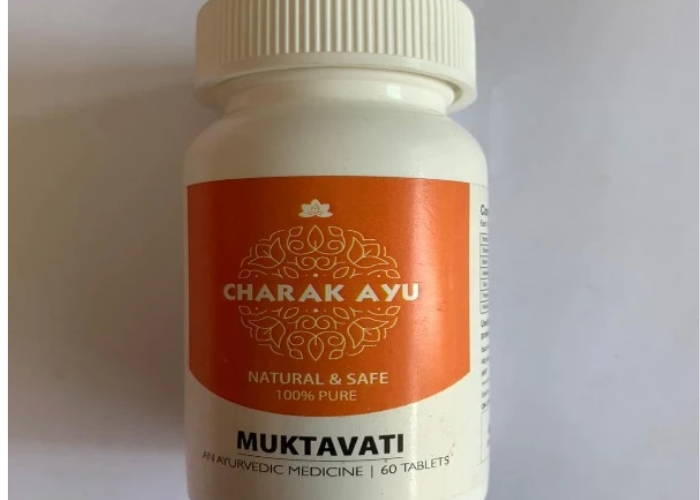 CHARAK AYU
NATURAL & SAFE
100% PURE
MUKTAVATI
AN AYURVEDIC MEDICINE | 60 TABLETS